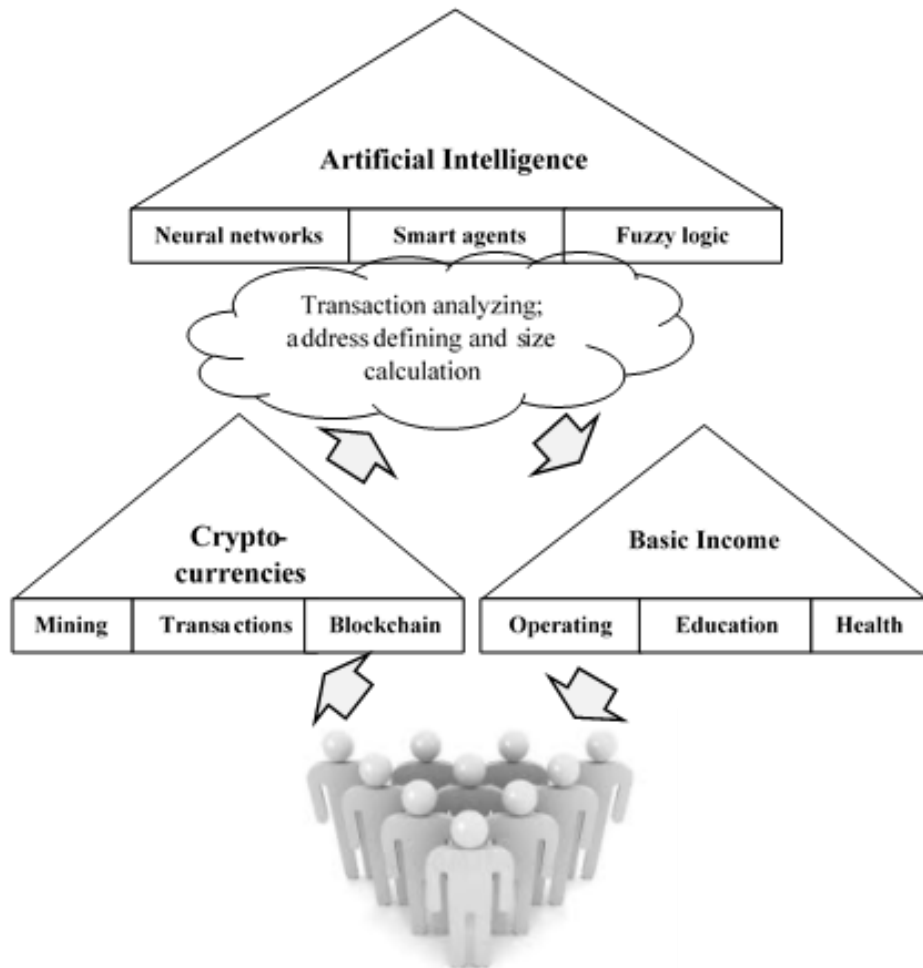 Artificial Intelligence
Neural networks Smart agents Fuzzy logic
Transaction analyzing;
address defining and size
calculation
Crypto-
currencies
Basic Income
Mining Transactions Blockchain
Operating Education Health